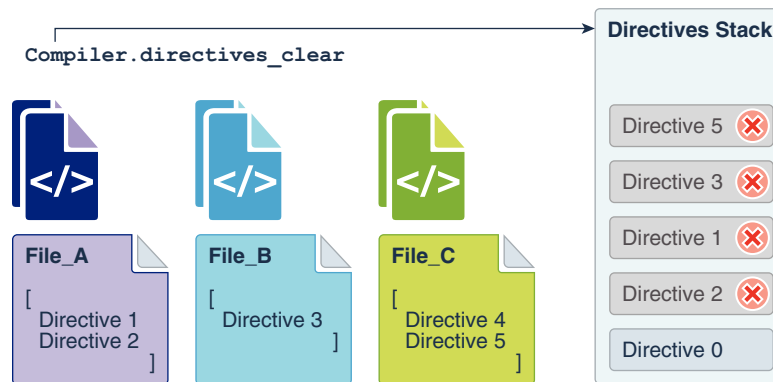 Compiler.directives_clear
Directives Stack
</>
</>
</>
File_A
[
Directive 1
Directive 2
]
File_B
[
Directive 3
]
File_C
[
Directive 4
Directive 5
]
Directive 5
Directive 3
Directive 1
Directive 2
Directive 0